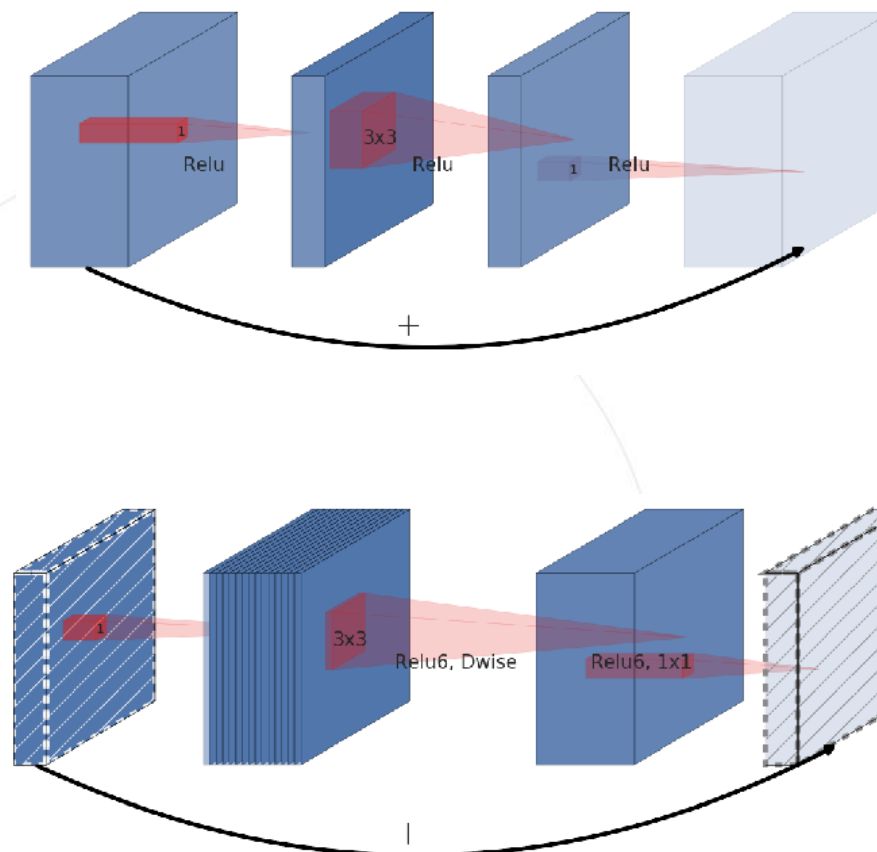 1
3x3
1
Relu
Relu
Relu
+
1
3x3
Relu6, Dwise
Relu6, 1x1